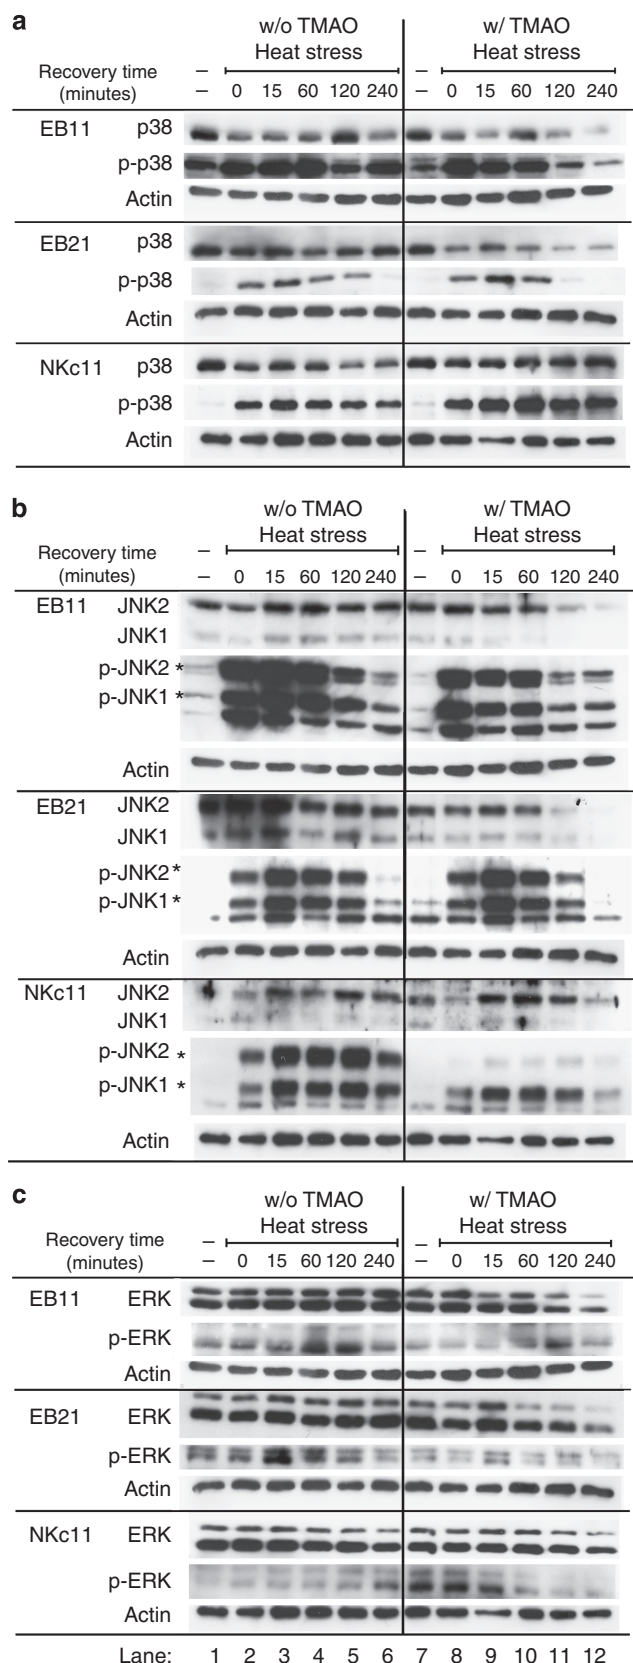 a
w/o TMAO w/ TMAO
Heat stress Heat stress
Recovery time – –
(minutes) – 0 15 60 120 240 – 0 15 60 120 240
EB11 p38
p-p38
Actin
EB21 p38
p-p38
Actin
NKc11 p38
p-p38
Actin
b
w/o TMAO w/ TMAO
Heat stress Heat stress
Recovery time – –
(minutes) – 0 15 60 120 240 – 0 15 60 120 240
EB11 JNK2
JNK1
p-JNK2 *
p-JNK1 *
Actin
EB21 JNK2
JNK1
p-JNK2 *
p-JNK1 *
Actin
NKc11 JNK2
JNK1
p-JNK2 *
p-JNK1 *
Actin
c
w/o TMAO w/ TMAO
Heat stress Heat stress
Recovery time – –
(minutes) – 0 15 60 120 240 – 0 15 60 120 240
EB11 ERK
p-ERK
Actin
EB21 ERK
p-ERK
Actin
NKc11 ERK
p-ERK
Actin
Lane: 1 2 3 4 5 6 7 8 9 10 11 12